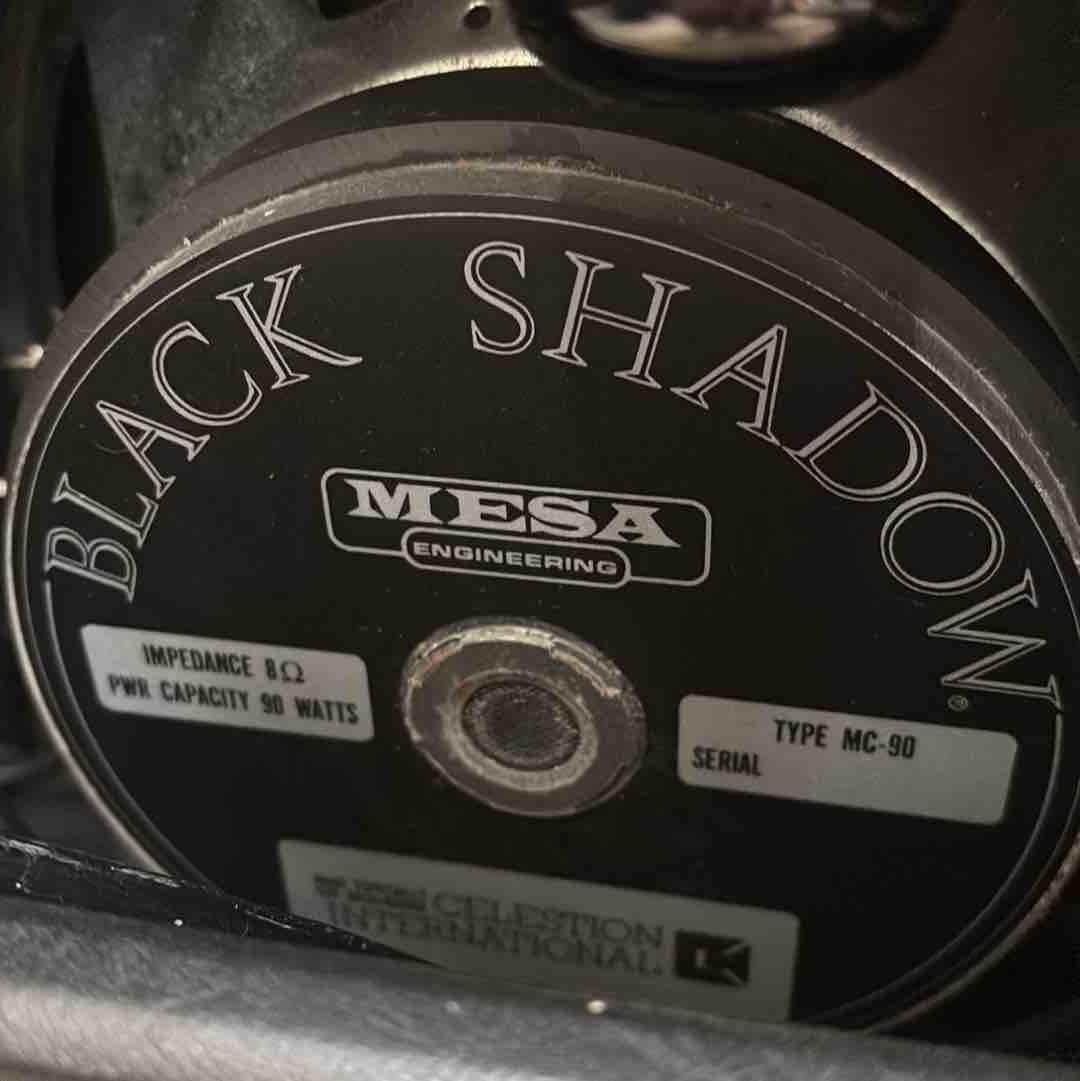 BLACK SHADOW®
MESA
ENGINEERING
IMPEDANCE 8Ω
PWR CAPACITY 90 WATTS
TYPE MC-90
SERIAL
CELESTION
INTERNATIONAL